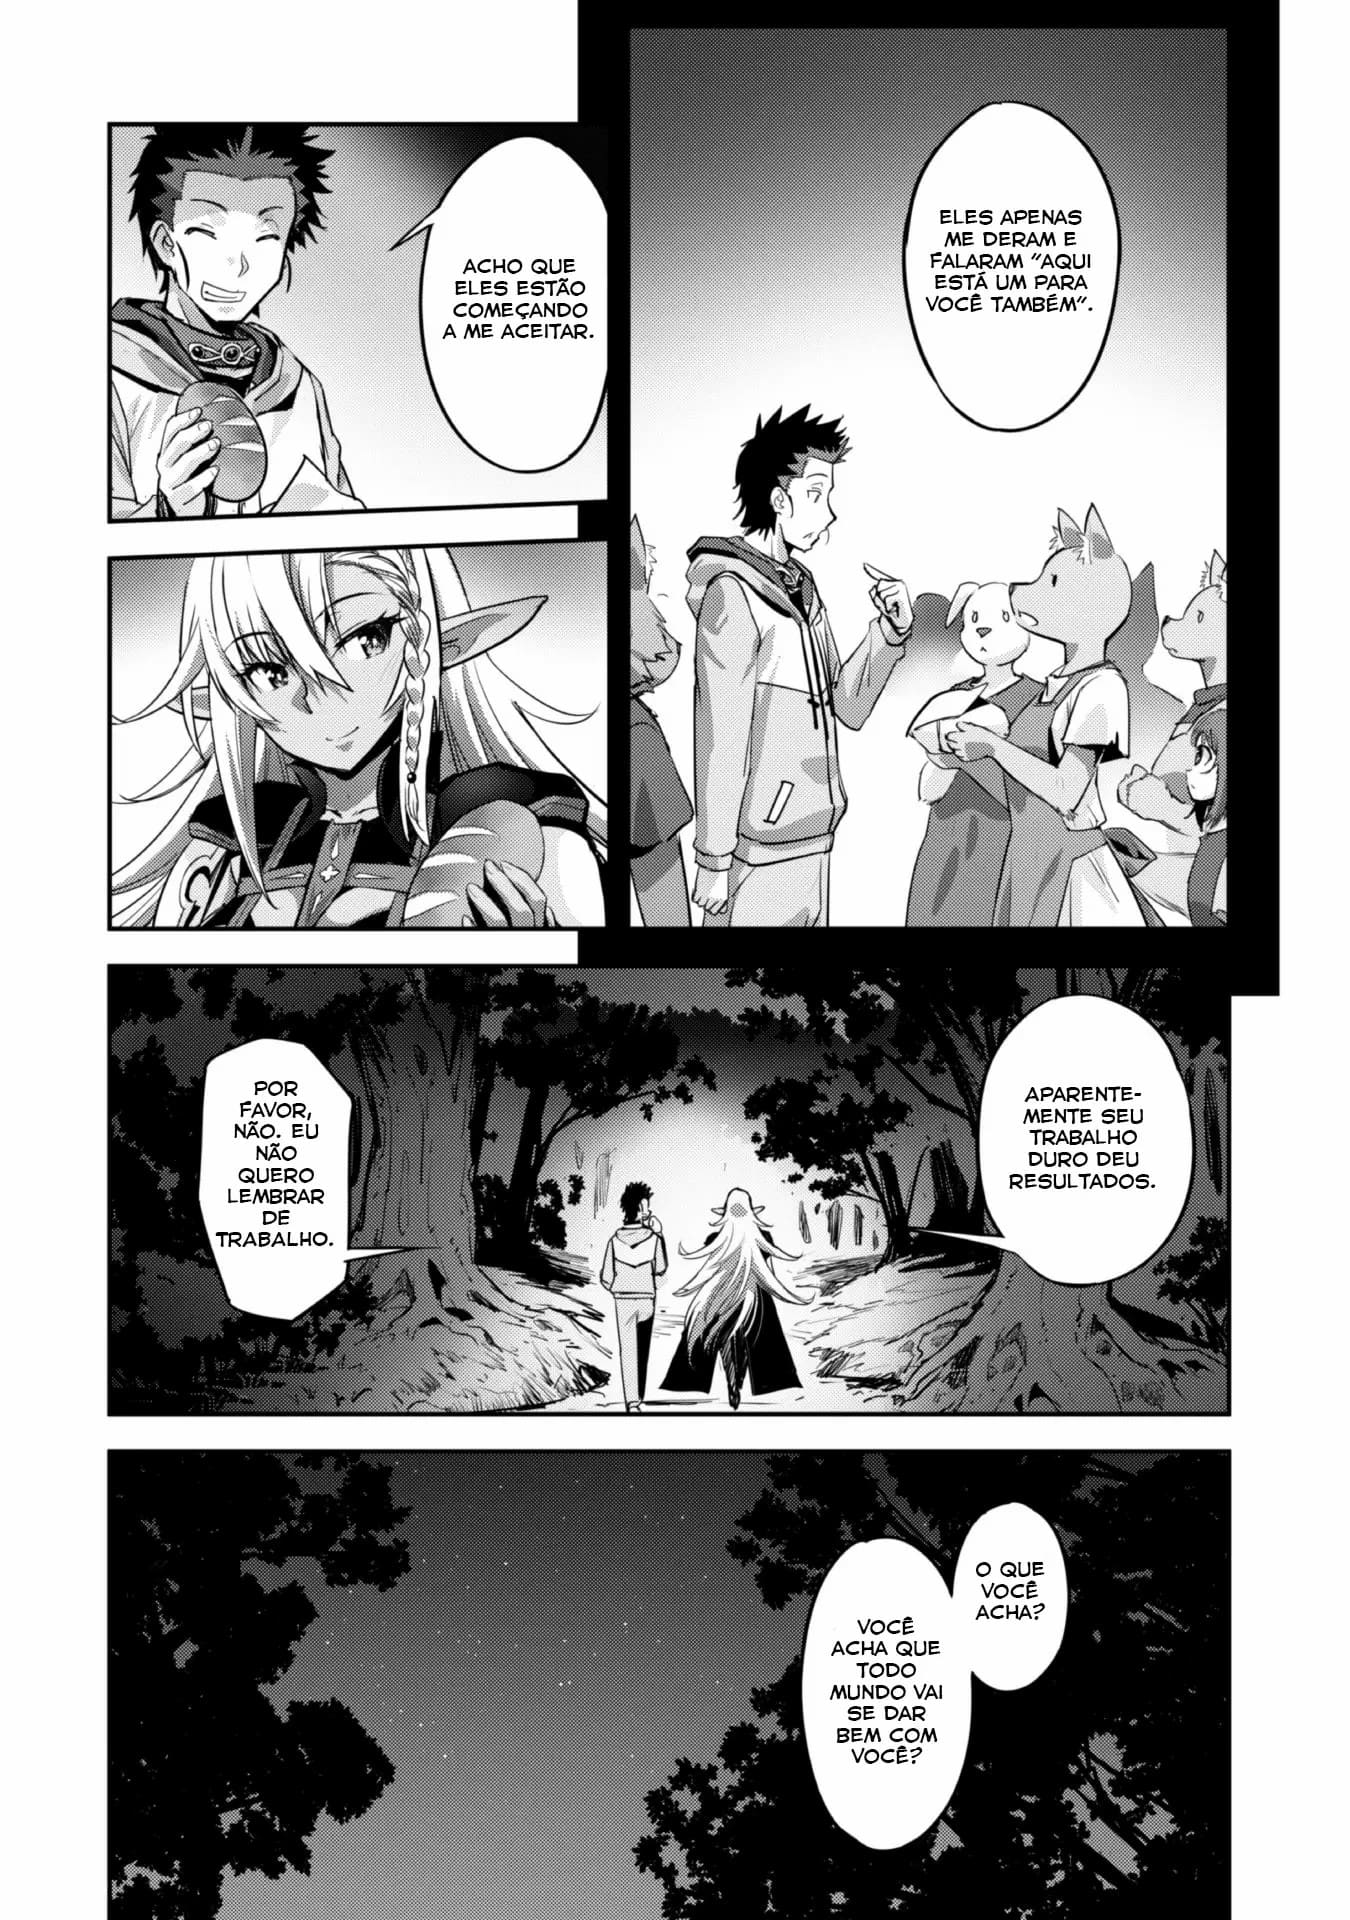 ELES APENAS
ME DERAM E
FALARAM "AQUI
ESTÁ UM PARA
VOCÊ TAMBÉM".
ACHO QUE
ELES ESTÃO
COMEÇANDO
A ME ACEITAR.
APARENTE-
MENTE SEU
TRABALHO
DURO DEU
RESULTADOS.
POR
FAVOR,
NÃO. EU
NÃO
QUERO
LEMBRAR
DE
TRABALHO.
O QUE
VOCÊ
ACHA?
VOCÊ
ACHA QUE
TODO
MUNDO VAI
SE DAR
BEM COM
VOCÊ?